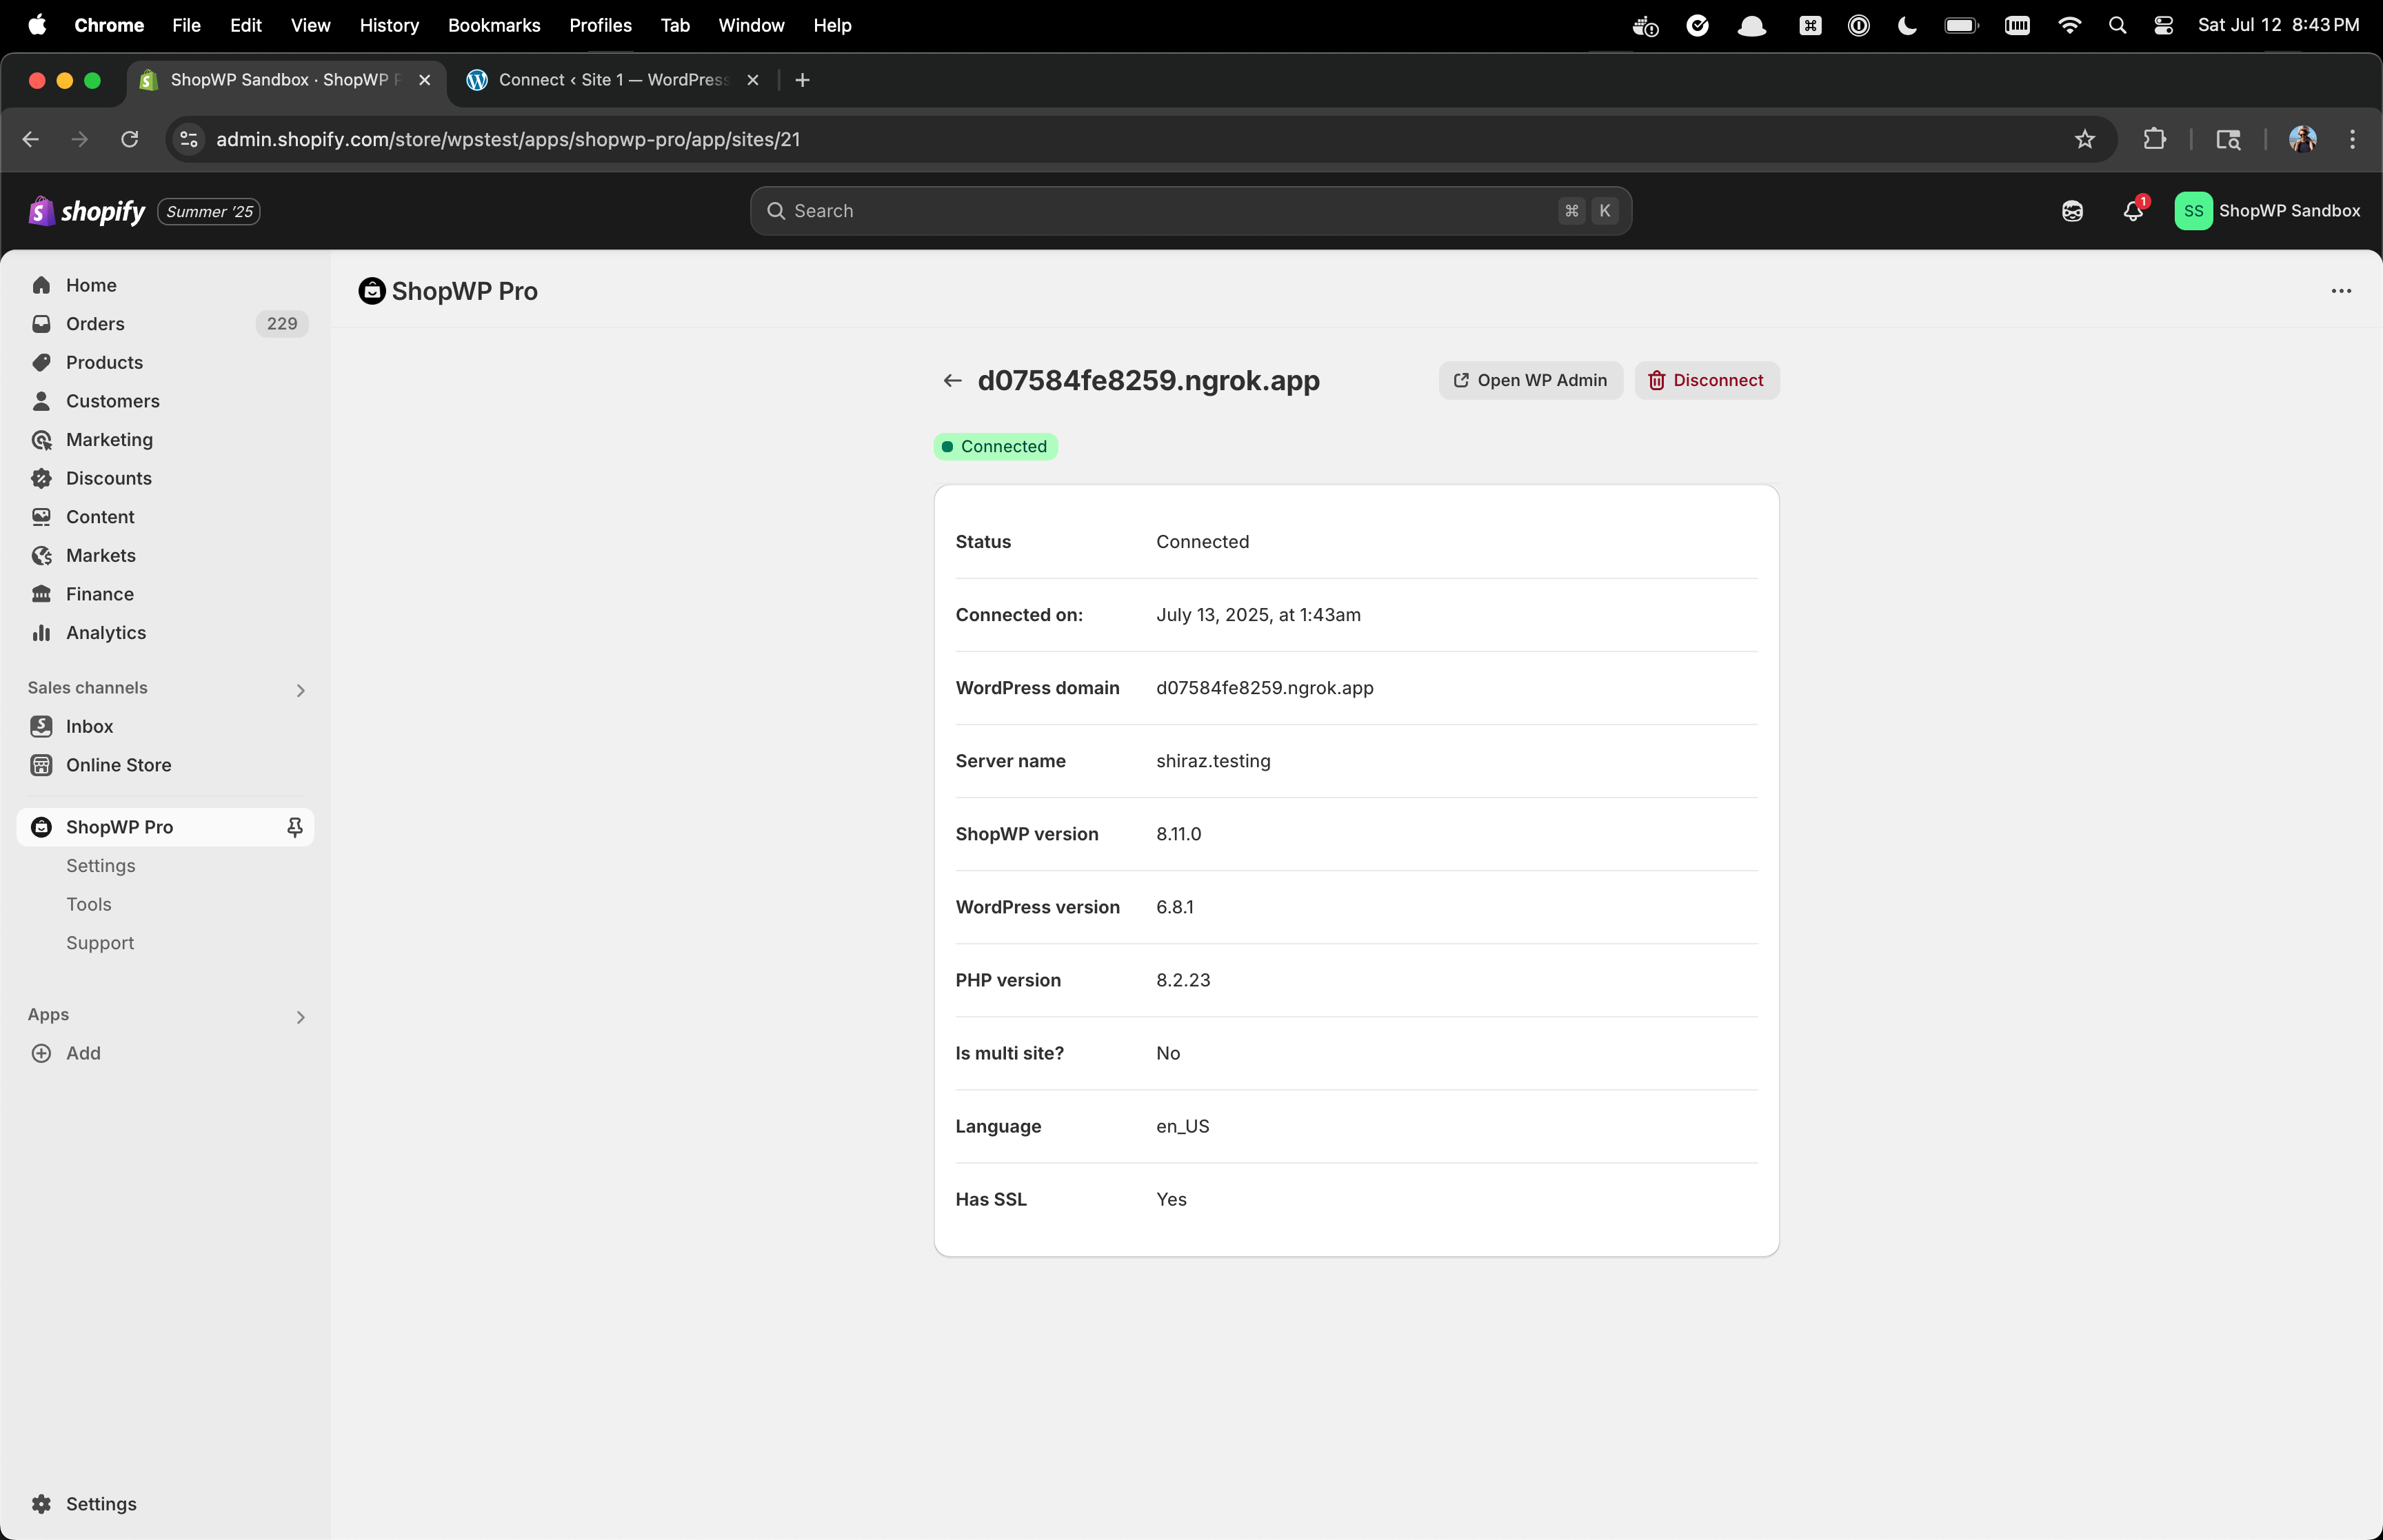 Chrome File Edit View History Bookmarks Profiles Tab Window Help Sat Jul 12 8:43 PM
ShopWP Sandbox · ShopWP Connect ‹ Site 1 — WordPress
admin.shopify.com/store/wpstest/apps/shopwp-pro/app/sites/21
shopify Summer '25 Search ⌘ K 1 SS ShopWP Sandbox
Home
Orders 229
Products
Customers
Marketing
Discounts
Content
Markets
Finance
Analytics
Sales channels
Inbox
Online Store
ShopWP Pro
Settings
Tools
Support
Apps
Add
Settings
ShopWP Pro
d07584fe8259.ngrok.app Open WP Admin Disconnect
Connected
Status Connected
Connected on: July 13, 2025, at 1:43am
WordPress domain d07584fe8259.ngrok.app
Server name shiraz.testing
ShopWP version 8.11.0
WordPress version 6.8.1
PHP version 8.2.23
Is multi site? No
Language en_US
Has SSL Yes